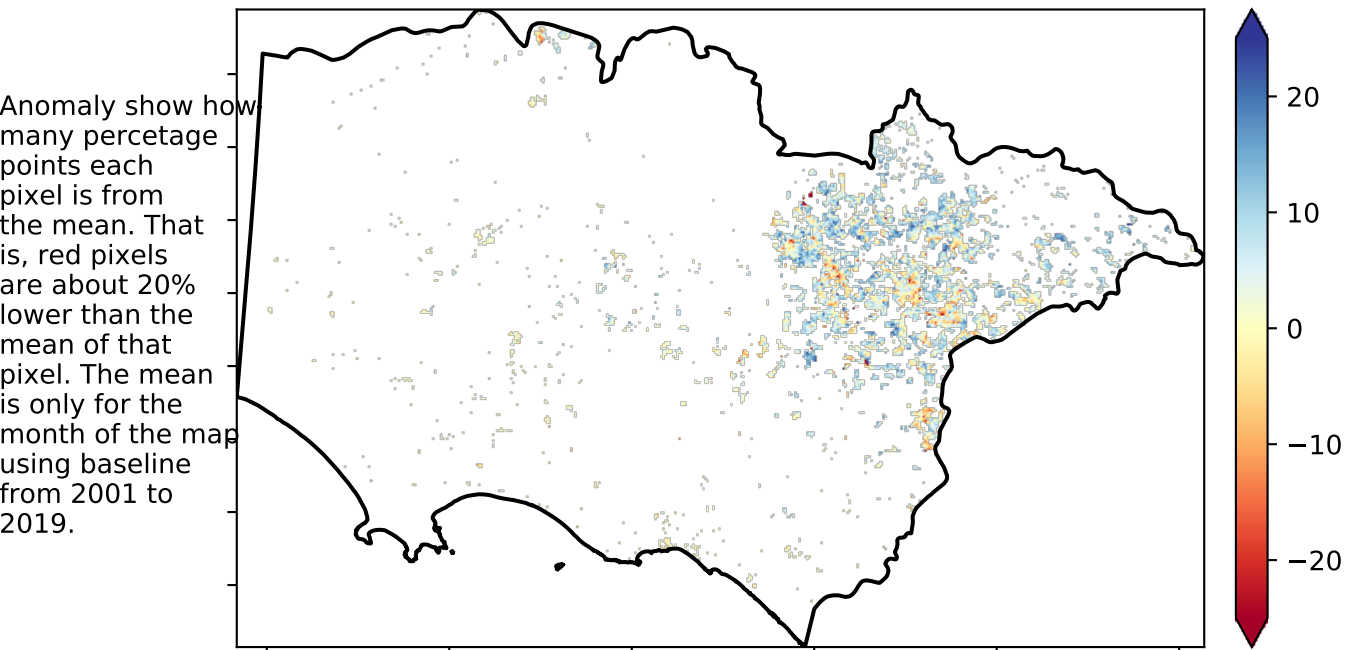 Anomaly show how
many percetage
points each
pixel is from
the mean. That
is, red pixels
are about 20%
lower than the
mean of that
pixel. The mean
is only for the
month of the map
using baseline
from 2001 to
2019.
20
10
0
−10
−20